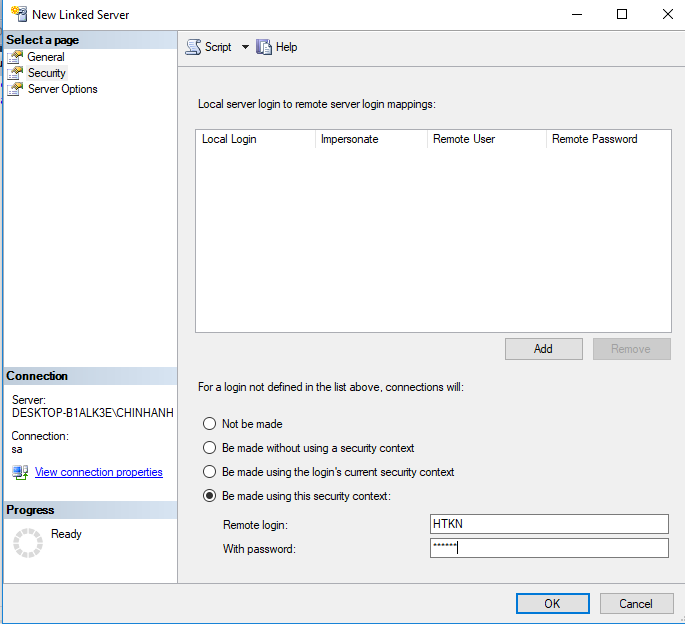 New Linked Server
Select a page
General
Security
Server Options
Script
Help
Local server login to remote server login mappings:
Local Login Impersonate Remote User Remote Password
Add Remove
For a login not defined in the list above, connections will:
Not be made
Be made without using a security context
Be made using the login's current security context
Be made using this security context:
Remote login: HTKN
With password: ******
Connection
Server:
DESKTOP-B1ALK3E\CHINHANH
Connection:
sa
View connection properties
Progress
Ready
OK Cancel